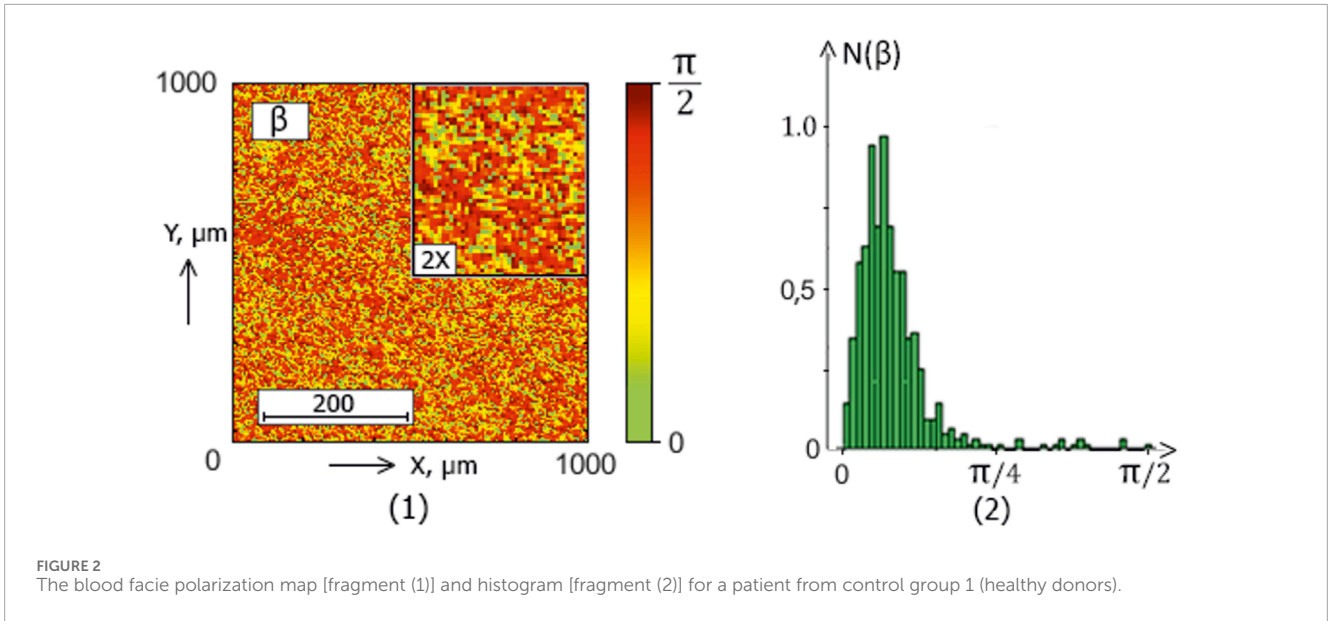 1000
β
2X
Y, µm
200
0
X, µm
1000
(1)
π
2
0
N(β)
1.0
0,5
0
0
π/4
π/2
(2)
FIGURE 2
The blood facie polarization map [fragment (1)] and histogram [fragment (2)] for a patient from control group 1 (healthy donors).